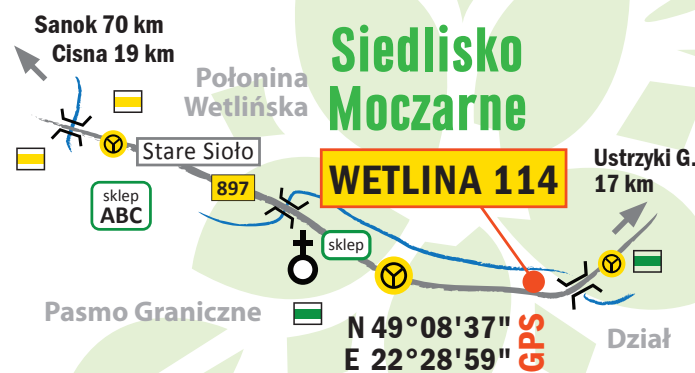 Sanok 70 km
Cisna 19 km
Siedlisko
Moczarne
Połonina
Wetlińska
Stare Sioło
WETLINA 114
Ustrzyki G.
17 km
sklep
ABC
897
sklep
Pasmo Graniczne
N 49°08'37"
E 22°28'59"
GPS
Dział